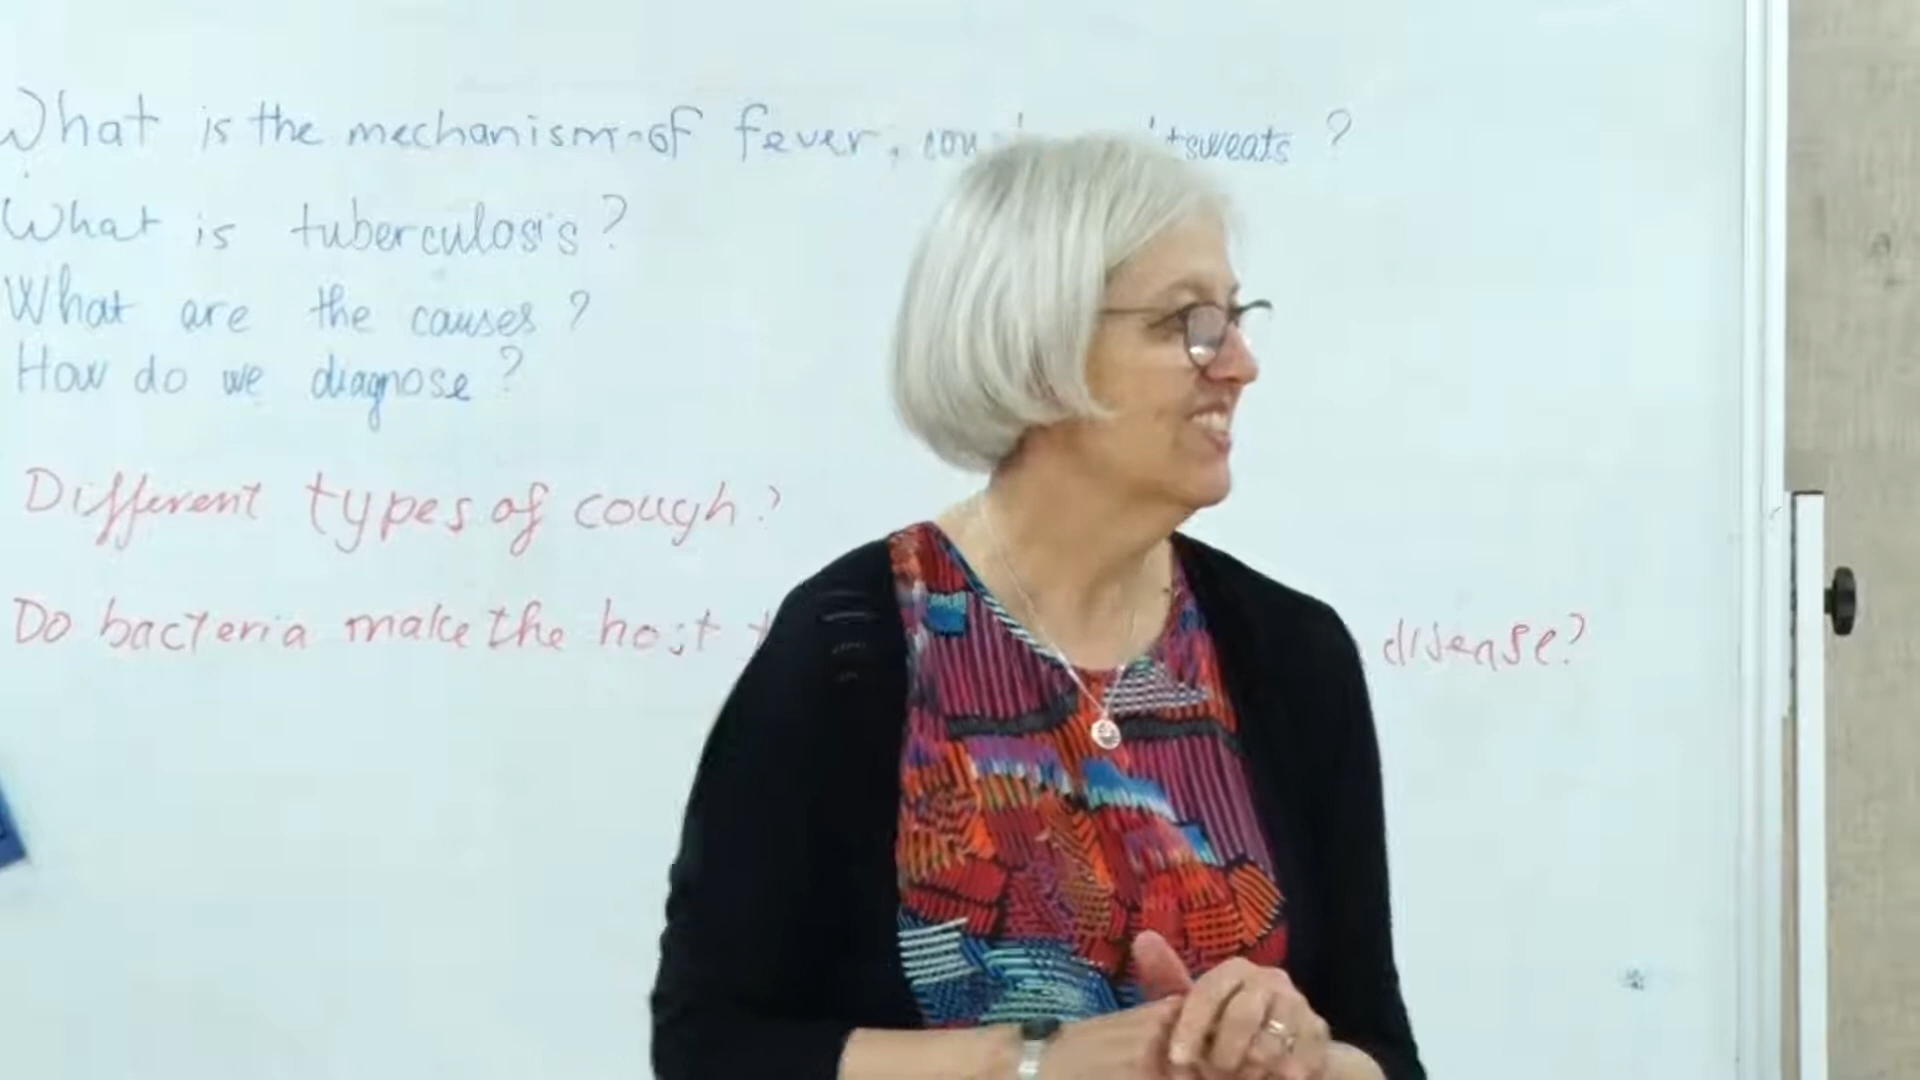 What is the mechanism of fever, sweats ?
What is tuberculosis ?
What are the causes ?
How do we diagnose ?
Different types of cough ?
Do bacteria make the host disease?